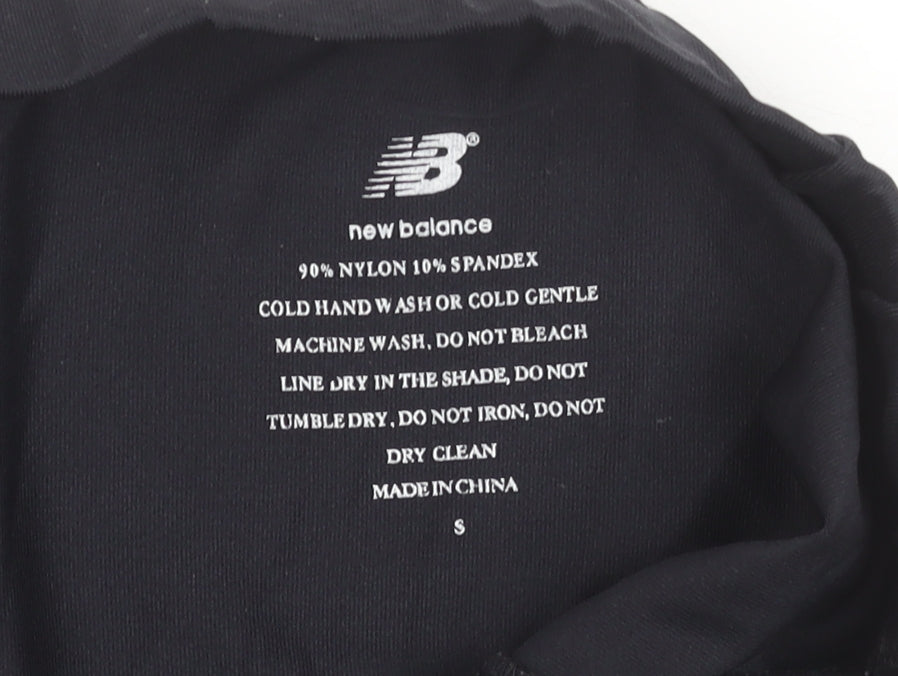 NB®
new balance
90% NYLON 10% SPANDEX
COLD HAND WASH OR COLD GENTLE
MACHINE WASH, DO NOT BLEACH
LINE DRY IN THE SHADE, DO NOT
TUMBLE DRY, DO NOT IRON, DO NOT
DRY CLEAN
MADE IN CHINA
S